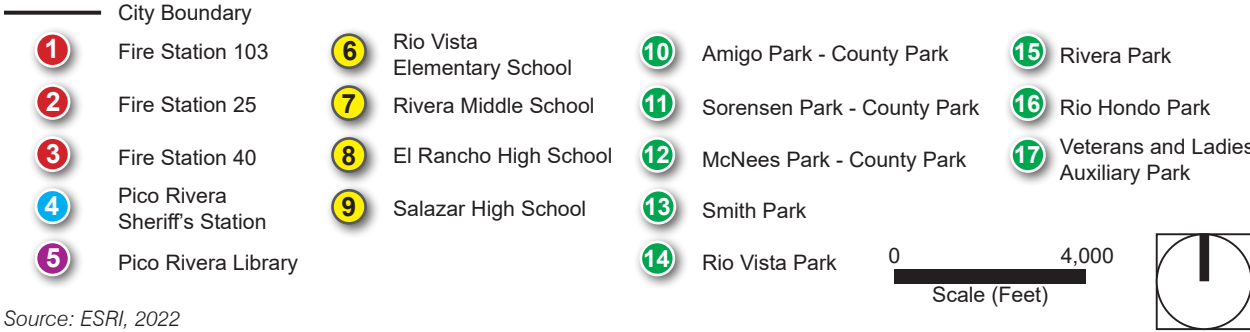 City Boundary
1 Fire Station 103
2 Fire Station 25
3 Fire Station 40
4 Pico Rivera
Sheriff's Station
5 Pico Rivera Library
6 Rio Vista
Elementary School
7 Rivera Middle School
8 El Rancho High School
9 Salazar High School
10 Amigo Park - County Park
11 Sorensen Park - County Park
12 McNees Park - County Park
13 Smith Park
14 Rio Vista Park
15 Rivera Park
16 Rio Hondo Park
17 Veterans and Ladies
Auxiliary Park
0 4,000
Scale (Feet)
Source: ESRI, 2022